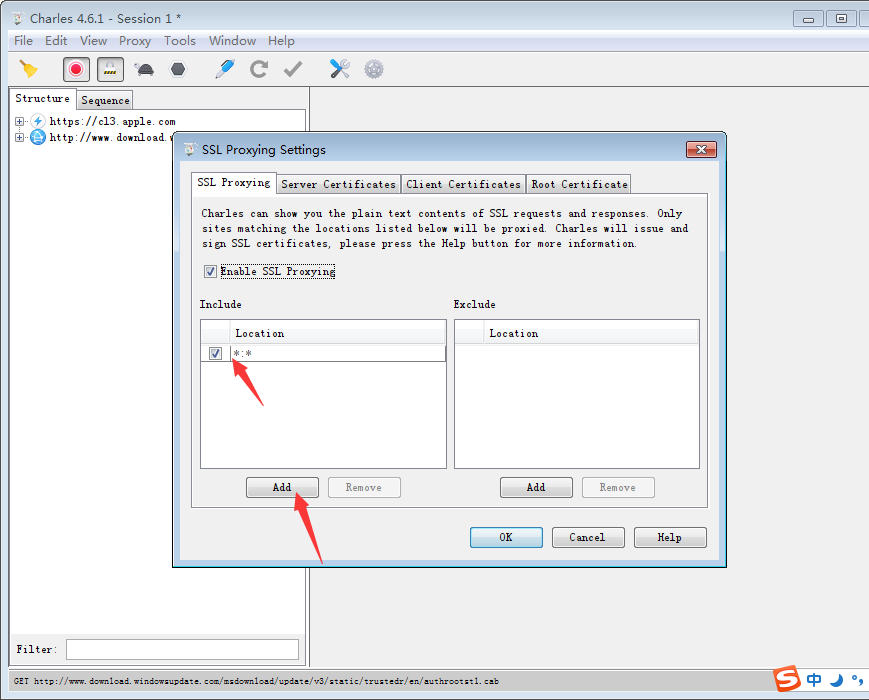 Charles 4.6.1 - Session 1 *
File Edit View Proxy Tools Window Help
Structure Sequence
https://cl3.apple.com
http://www.download.w
SSL Proxying Settings
SSL Proxying Server Certificates Client Certificates Root Certificate
Charles can show you the plain text contents of SSL requests and responses. Only
sites matching the locations listed below will be proxied. Charles will issue and
sign SSL certificates, please press the Help button for more information.
Enable SSL Proxying
Include Exclude
Location Location
*:*
Add Remove Add Remove
OK Cancel Help
Filter:
GET http://www.download.windowsupdate.com/msdownload/update/v3/static/trustedr/en/authrootstl.cab
S 中 °,